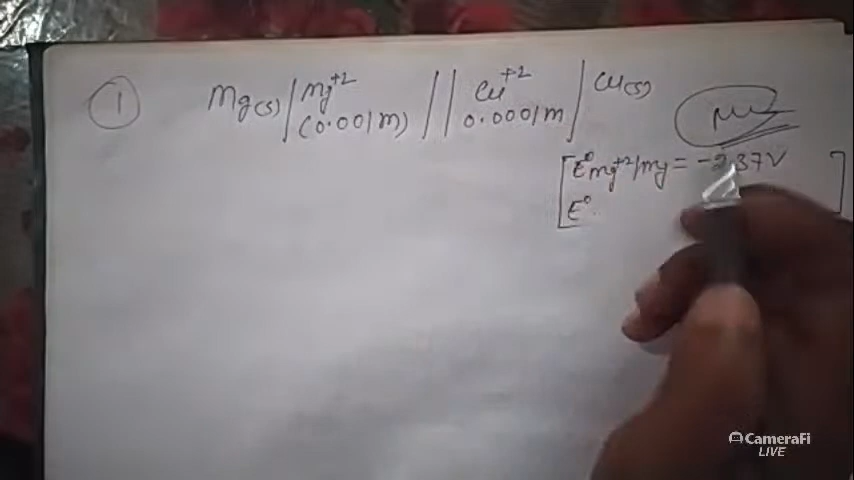 1
Mg(s) | Mg+2 || Cu+2 | Cu(s)
(0.001m) 0.0001m
[E°mg+2/mg = -2.37V]
E°
CameraFi
LIVE